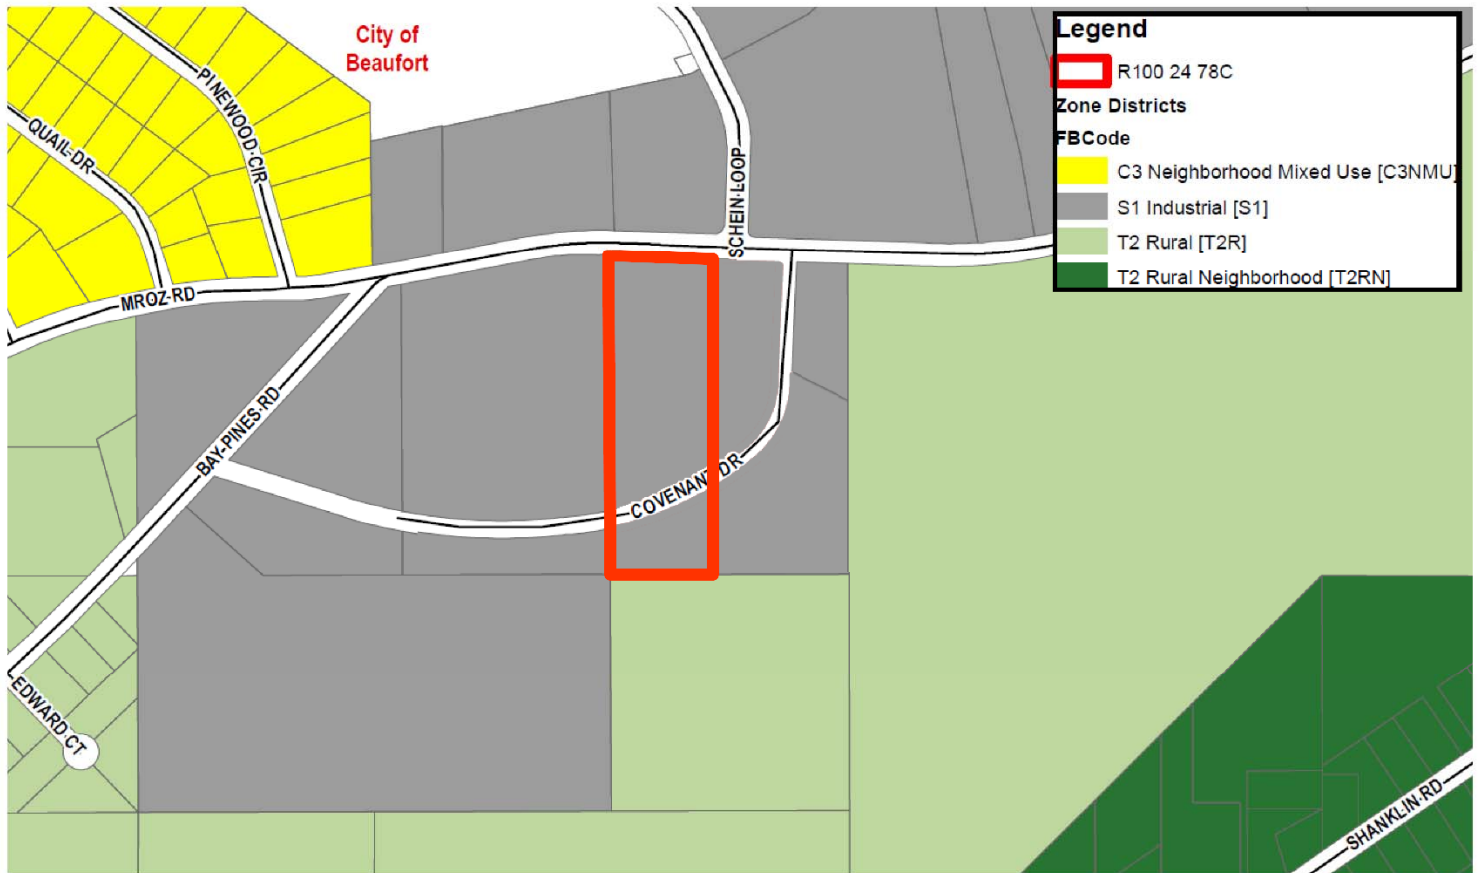 City of
Beaufort
Legend
R100 24 78C
Zone Districts
FBCode
C3 Neighborhood Mixed Use [C3NMU]
S1 Industrial [S1]
T2 Rural [T2R]
T2 Rural Neighborhood [T2RN]
PINEWOOD CIR
QUAIL DR
SCHEIN LOOP
MROZ RD
BAY PINES RD
COVENANT DR
EDWARD CT
SHANKLIN RD